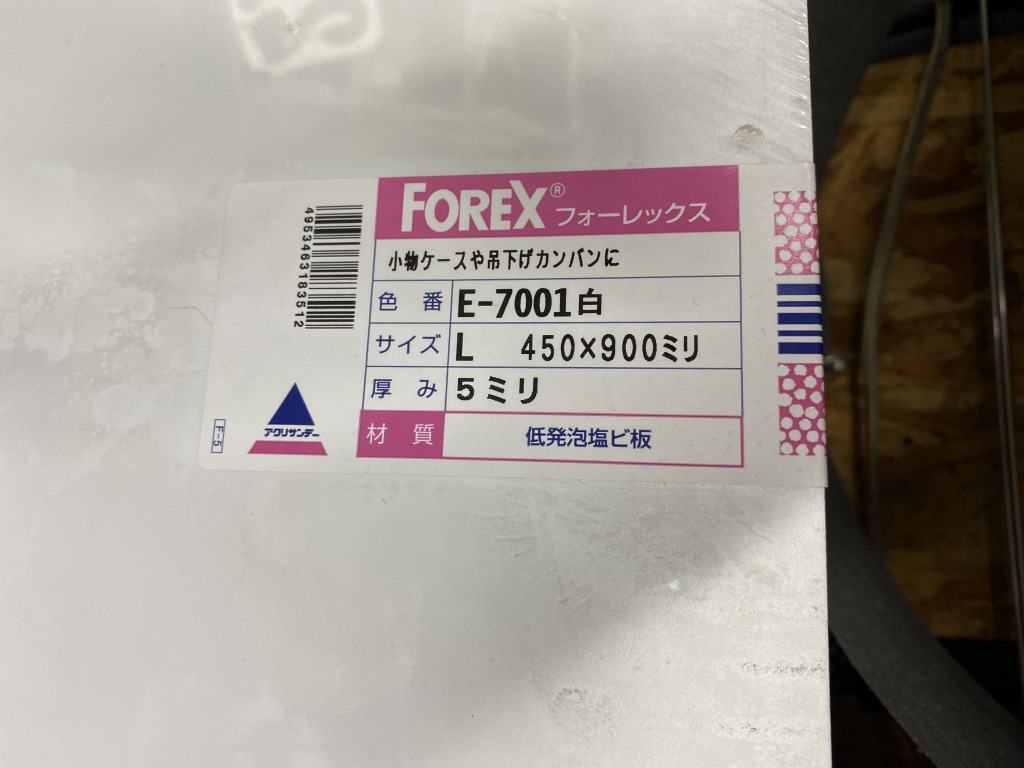 FOREX® フォーレックス
小物ケースや吊下げカンバンに
色 番 E-7001白
サイズ L 450×900ミリ
厚 み 5ミリ
材 質 低発泡塩ビ板
4953463183512
アクリサンデー
F-5